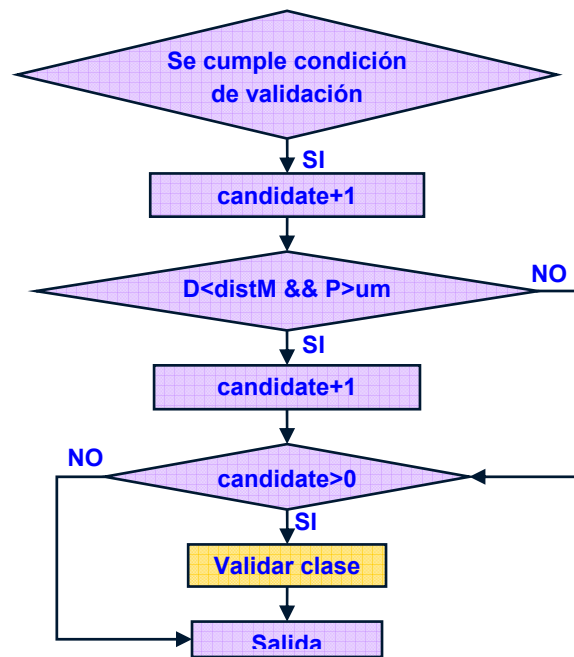 Se cumple condición
de validación
SI
candidate+1
D<distM && P>um
NO
SI
candidate+1
NO
candidate>0
SI
Validar clase
Salida